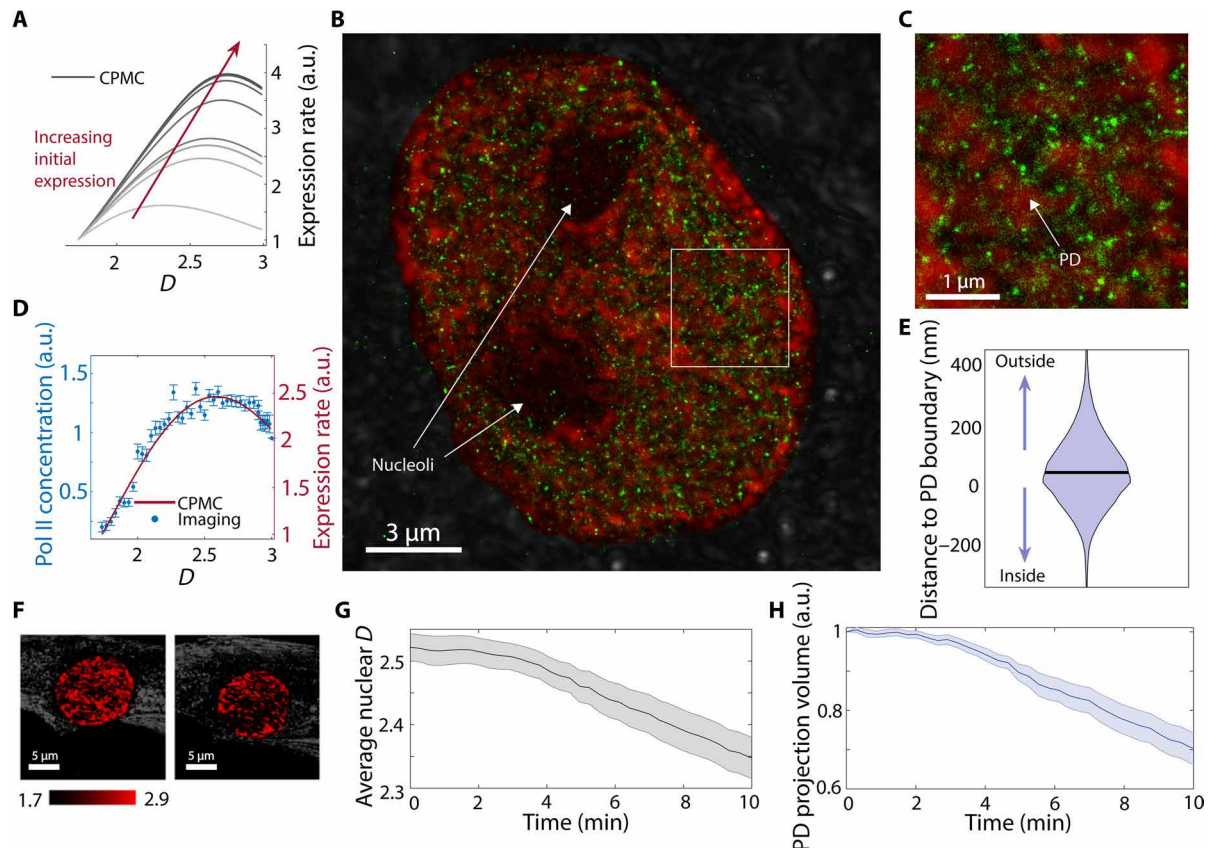 A
CPMC
Increasing
initial
expression
4
3
2
1
Expression rate (a.u.)
2
2.5
3
D
B
Nucleoli
3 µm
C
PD
1 µm
D
Pol II concentration (a.u.)
1.5
1
0.5
CPMC
Imaging
2.5
2
1.5
1
Expression rate (a.u.)
2
2.5
3
D
E
Distance to PD boundary (nm)
400
200
0
−200
Outside
Inside
F
5 µm
5 µm
1.7
2.9
G
Average nuclear D
2.5
2.4
2.3
0
2
4
6
8
10
Time (min)
H
PD projection volume (a.u.)
1
0.8
0.6
0
2
4
6
8
10
Time (min)